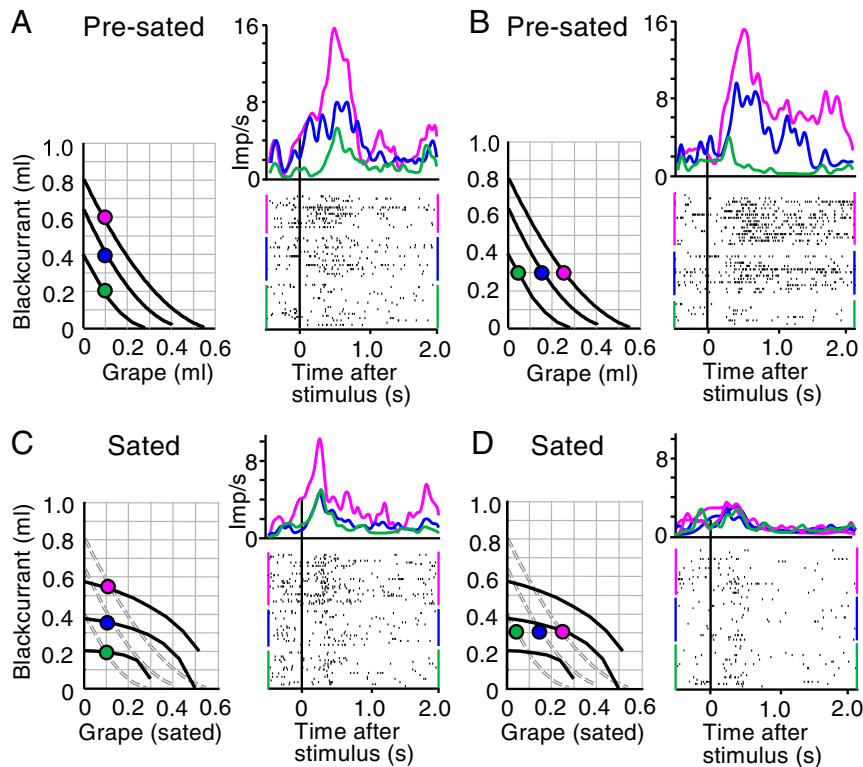 A
Pre-sated
Imp/s
16
8
0
Blackcurrant (ml)
1.0
0.8
0.6
0.4
0.2
0
0 0.2 0.4 0.6
Grape (ml)
0 1.0 2.0
Time after
stimulus (s)
B
Pre-sated
16
8
0
1.0
0.8
0.6
0.4
0.2
0
0 0.2 0.4 0.6
Grape (ml)
0 1.0 2.0
Time after
stimulus (s)
C
Sated
Imp/s
8
0
Blackcurrant (ml)
1.0
0.8
0.6
0.4
0.2
0
0 0.2 0.4 0.6
Grape (sated)
0 1.0 2.0
Time after
stimulus (s)
D
Sated
8
0
1.0
0.8
0.6
0.4
0.2
0
0 0.2 0.4 0.6
Grape (sated)
0 1.0 2.0
Time after
stimulus (s)